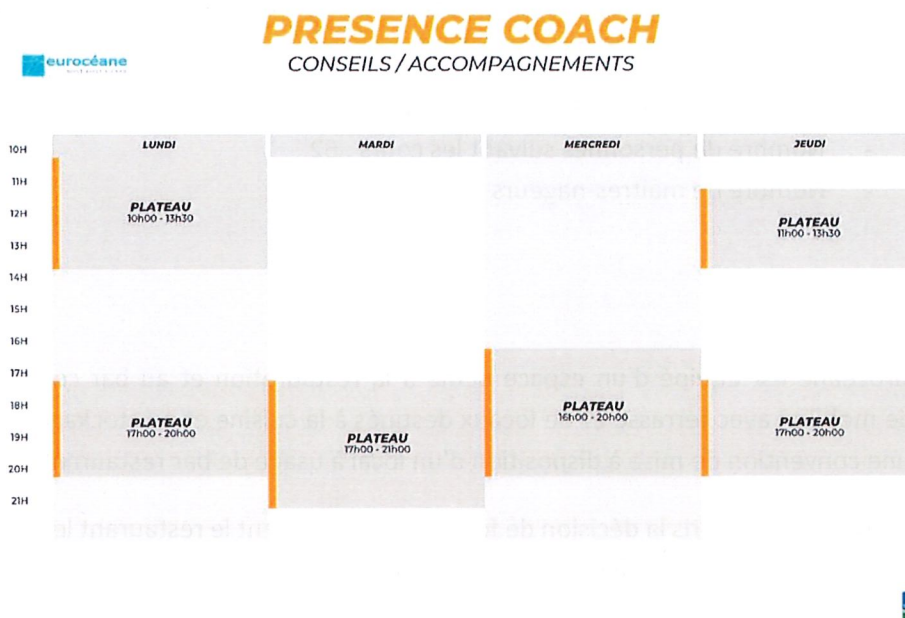 PRESENCE COACH
eurocéane
CONSEILS / ACCOMPAGNEMENTS
LUNDI
MARDI
MERCREDI
JEUDI
10H
11H
12H
13H
14H
15H
16H
17H
18H
19H
20H
21H
PLATEAU
10h00 - 13h30
PLATEAU
11h00 - 13h30
PLATEAU
17h00 - 20h00
PLATEAU
17h00 - 21h00
PLATEAU
16h00 - 20h00
PLATEAU
17h00 - 20h00